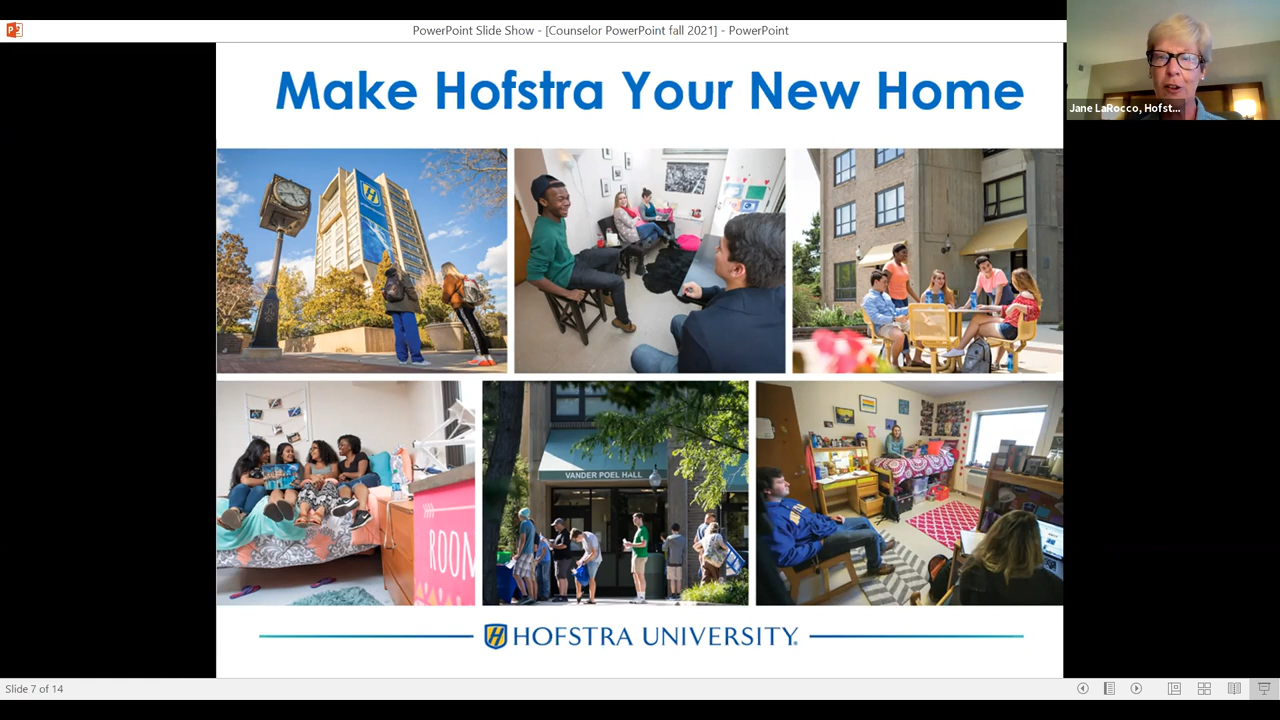 PowerPoint Slide Show - [Counselor PowerPoint fall 2021] - PowerPoint
Make Hofstra Your New Home
Jane LaRocco, Hofst...
H
VANDER POEL HALL
K
ROOM
H HOFSTRA UNIVERSITY®
Slide 7 of 14